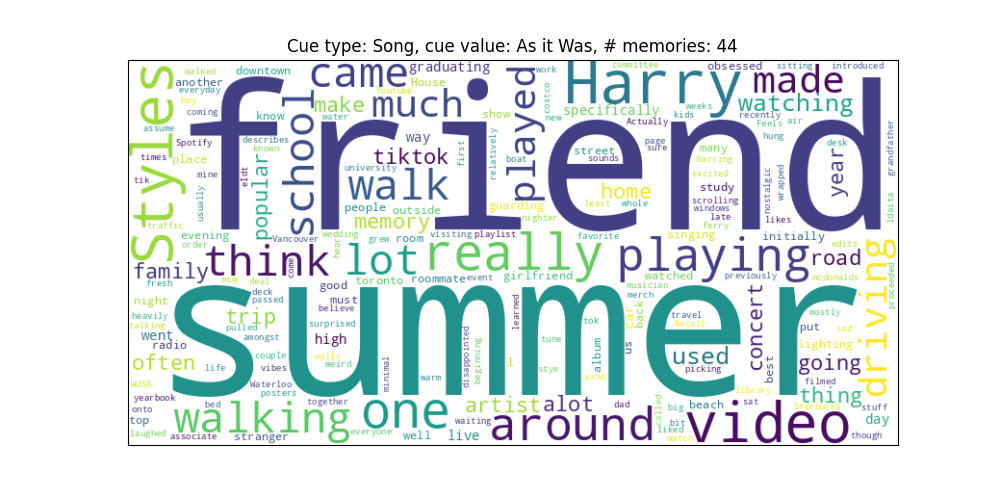 Cue type: Song, cue value: As it Was, # memories: 44
Styles
walked
downtown
came
graduating
Harry
obsessed
sitting
introduced
another
House
work
committee
made
everyday
Youtube
costco
buy
make
much
show
specifically
weeks
watching
coming
know
water
played
new
Actually
kids
recently
assume
describes
school
way
first
relatively
page
Feels
air
Spotify
known
street
sure
many
hung
desk
grandfather
times
place
tiktok
boat
sounds
barring
year
mine
popular
eIdt
university
home
study
excited
nostalgic
wrapped
tik
walk
friend
least
whole
scrolling
likes
usually
people
outside
guarding
windows
late
traffic
memory
nighter
ferry
ldaita
evening
wedding
visiting
playlist
favorite
singing
initially
order
Vancouver
heart
grew
room
edits
think
come
lot
really
playing
road
family
toronto
roommate
event
girlfriend
watched
previously
mcdonalds
proceeded
fresh
mom
deal
good
musician
merch
night
deck
must
believe
learned
car
back
travel
Recall
mostly
heavily
trip
passed
surprised
tok
concert
put
sad
driving
talking
pulled
high
summer
tune
us
lighting
went
amongst
radio
couple
walls
disappointed
beginning
l
album
used
best
going
often
life
vibes
weird
minimal
warm
stye
exam
picking
filmed
WUSA
Waterloo
library
thing
yearbook
bed
posters
together
artist
alot
dad
called
big
beach
sat
Starbucks
stuff
onto
walking
one
waiting
bit
day
top
around
liked
video
laughed
associate
stranger
everyone
well
live
watch
though